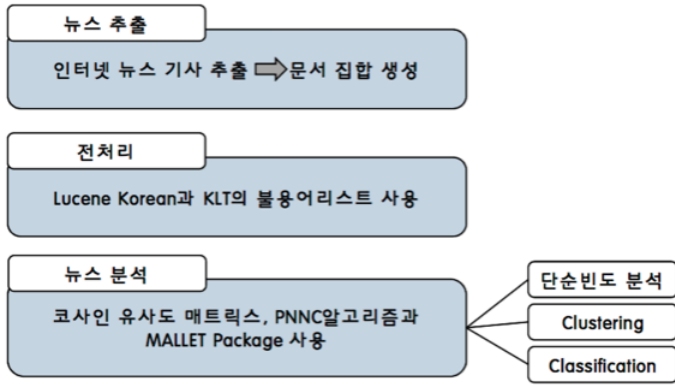 뉴스 추출
인터넷 뉴스 기사 추출 ⇨ 문서 집합 생성
전처리
Lucene Korean과 KLT의 불용어리스트 사용
뉴스 분석
코사인 유사도 매트릭스, PNNC알고리즘과
MALLET Package 사용
단순빈도 분석
Clustering
Classification